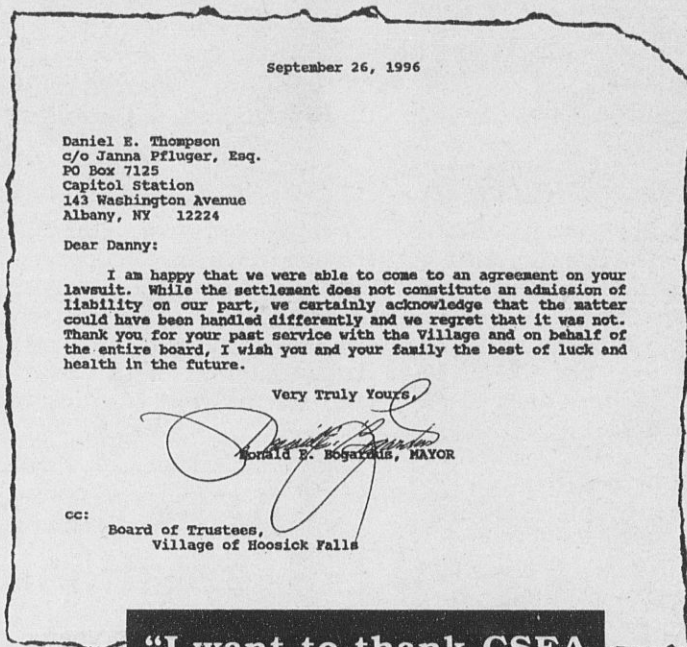 September 26, 1996
Daniel E. Thompson
c/o Janna Pfluger, Esq.
PO Box 7125
Capitol Station
143 Washington Avenue
Albany, NY 12224
Dear Danny:
I am happy that we were able to come to an agreement on your
lawsuit. While the settlement does not constitute an admission of
liability on our part, we certainly acknowledge that the matter
could have been handled differently and we regret that it was not.
Thank you for your past service with the Village and on behalf of
the entire board, I wish you and your family the best of luck and
health in the future.
Very Truly Yours,
Ronald E. Bogardus, MAYOR
cc:
Board of Trustees,
Village of Hoosick Falls
"I want to thank CSEA